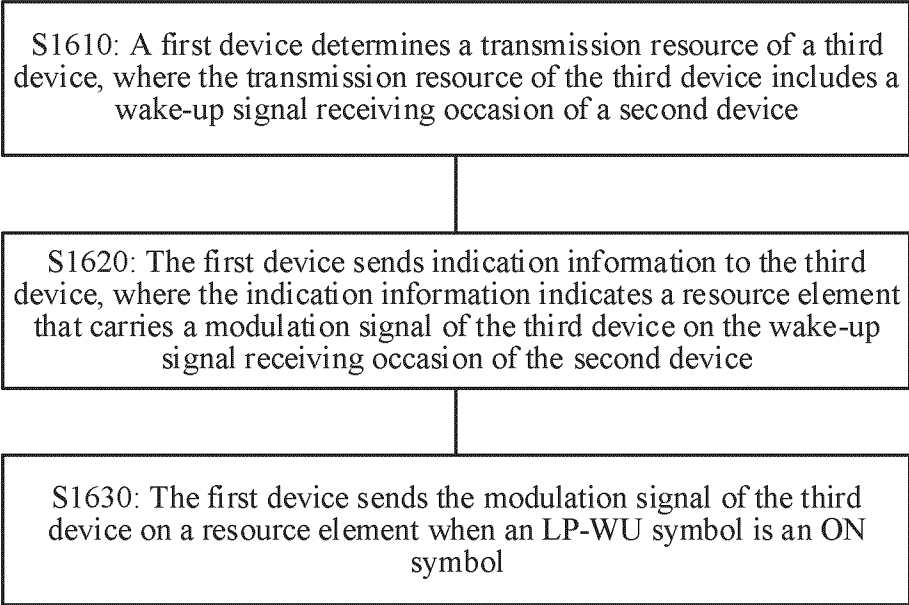 S1610: A first device determines a transmission resource of a third
device, where the transmission resource of the third device includes a
wake-up signal receiving occasion of a second device
S1620: The first device sends indication information to the third
device, where the indication information indicates a resource element
that carries a modulation signal of the third device on the wake-up
signal receiving occasion of the second device
S1630: The first device sends the modulation signal of the third
device on a resource element when an LP-WU symbol is an ON
symbol